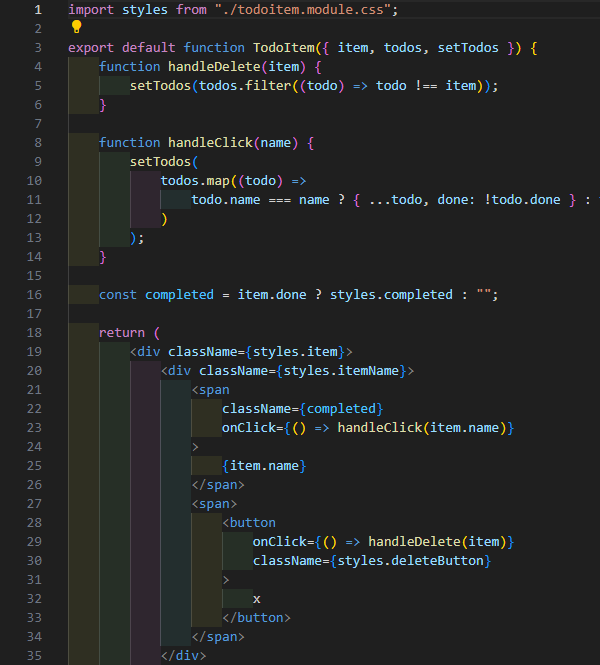 1 import styles from "./todoitem.module.css";
2
3 export default function TodoItem({ item, todos, setTodos }) {
4     function handleDelete(item) {
5         setTodos(todos.filter((todo) => todo !== item));
6     }
7
8     function handleClick(name) {
9         setTodos(
10             todos.map((todo) =>
11                 todo.name === name ? { ...todo, done: !todo.done } :
12             )
13         );
14     }
15
16     const completed = item.done ? styles.completed : "";
17
18     return (
19         <div className={styles.item}>
20             <div className={styles.itemName}>
21                 <span
22                     className={completed}
23                     onClick={() => handleClick(item.name)}
24                 >
25                     {item.name}
26                 </span>
27                 <span>
28                     <button
29                         onClick={() => handleDelete(item)}
30                         className={styles.deleteButton}
31                     >
32                         x
33                     </button>
34                 </span>
35             </div>